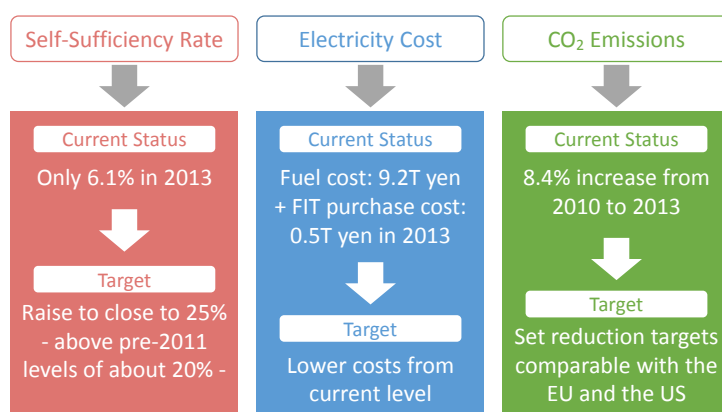 Self-Sufficiency Rate
Current Status
Only 6.1% in 2013
Target
Raise to close to 25%
- above pre-2011
levels of about 20% -
Electricity Cost
Current Status
Fuel cost: 9.2T yen
+ FIT purchase cost:
0.5T yen in 2013
Target
Lower costs from
current level
CO₂ Emissions
Current Status
8.4% increase from
2010 to 2013
Target
Set reduction targets
comparable with the
EU and the US